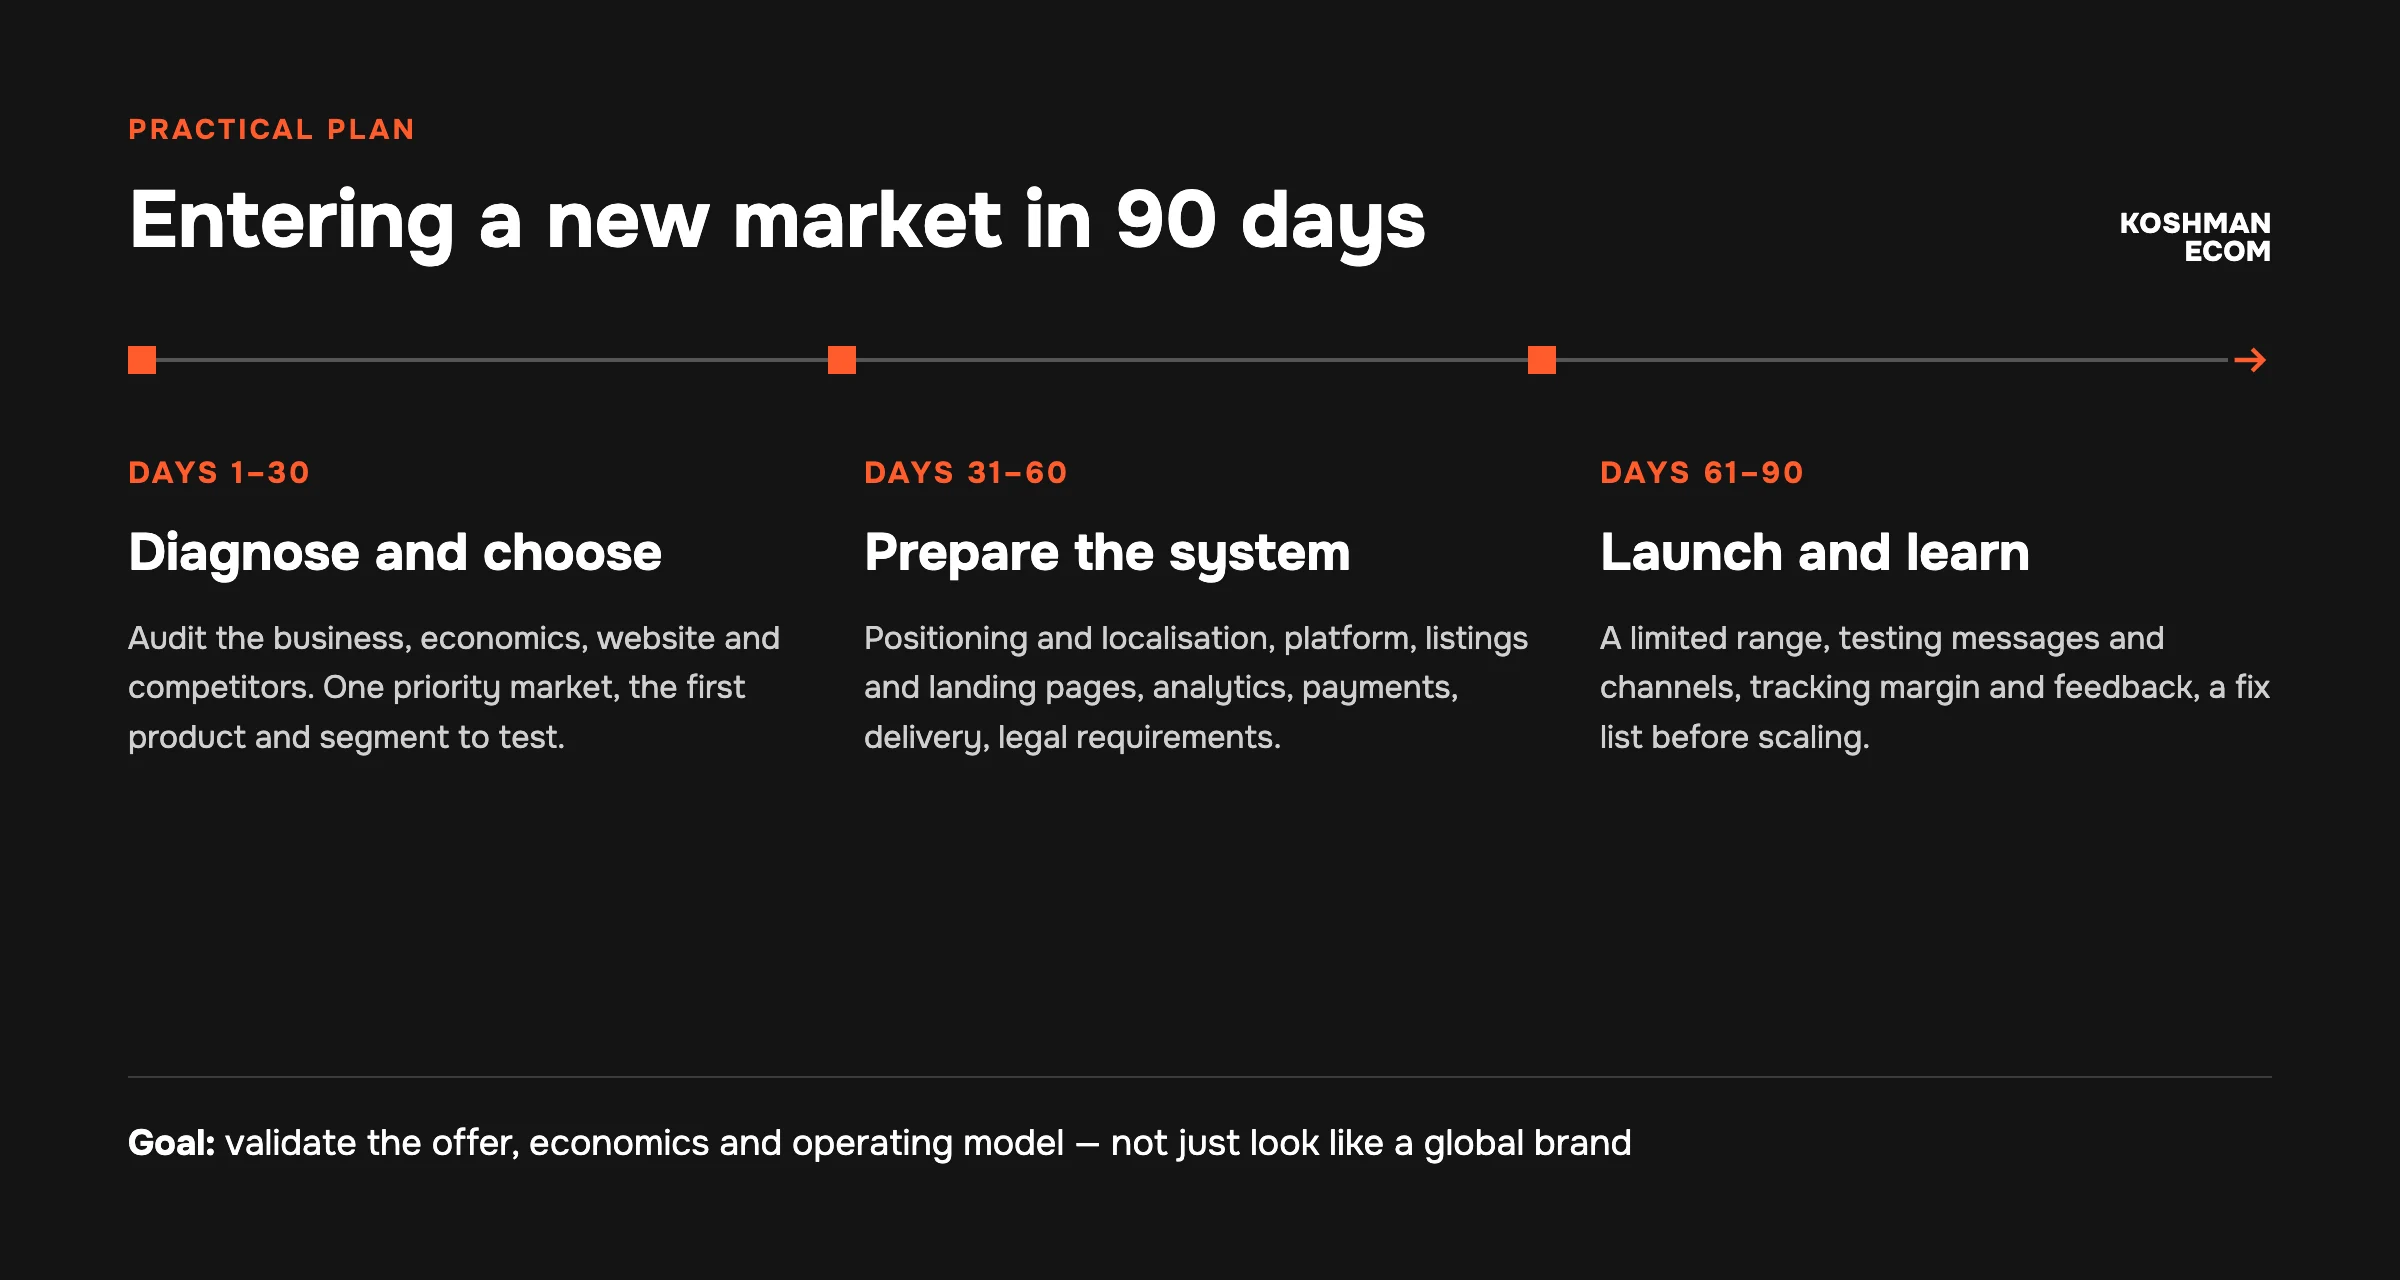 PRACTICAL PLAN
Entering a new market in 90 days
KOSHMAN
ECOM
DAYS 1–30
Diagnose and choose
Audit the business, economics, website and
competitors. One priority market, the first
product and segment to test.
DAYS 31–60
Prepare the system
Positioning and localisation, platform, listings
and landing pages, analytics, payments,
delivery, legal requirements.
DAYS 61–90
Launch and learn
A limited range, testing messages and
channels, tracking margin and feedback, a fix
list before scaling.
Goal: validate the offer, economics and operating model — not just look like a global brand